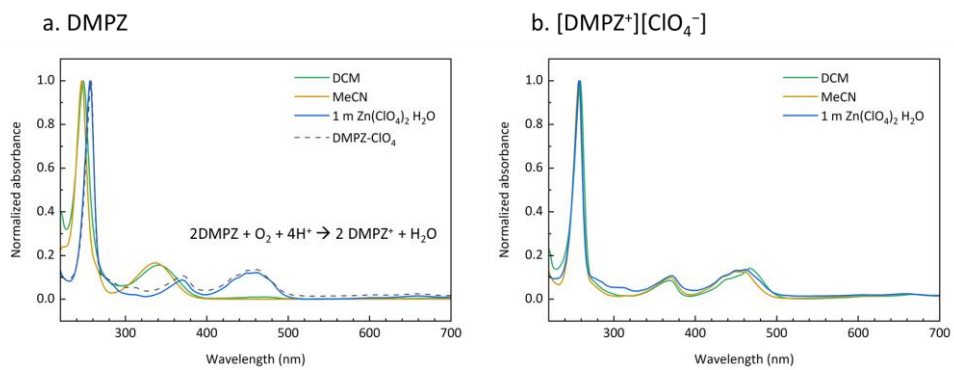 a. DMPZ
Normalized absorbance
1.0
0.8
0.6
0.4
0.2
0.0
DCM
MeCN
1 m Zn(ClO₄)₂ H₂O
DMPZ-ClO₄
2DMPZ + O₂ + 4H⁺ → 2 DMPZ⁺ + H₂O
300
400
500
600
700
Wavelength (nm)
b. [DMPZ⁺][ClO₄⁻]
Normalized absorbance
1.0
0.8
0.6
0.4
0.2
0.0
DCM
MeCN
1 m Zn(ClO₄)₂ H₂O
300
400
500
600
700
Wavelength (nm)